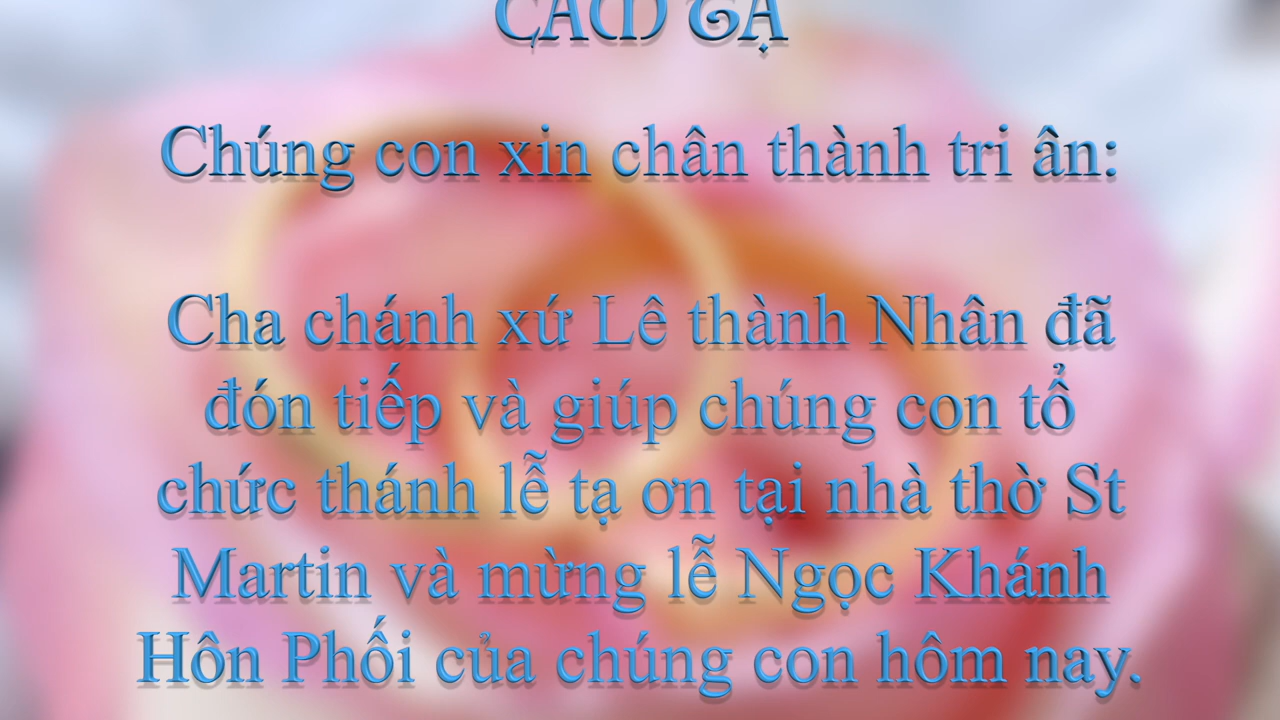 CẢM TẠ
Chúng con xin chân thành tri ân:
Cha chánh xứ Lê thành Nhân đã
đón tiếp và giúp chúng con tổ
chức thánh lễ tạ ơn tại nhà thờ St
Martin và mừng lễ Ngọc Khánh
Hôn Phối của chúng con hôm nay.